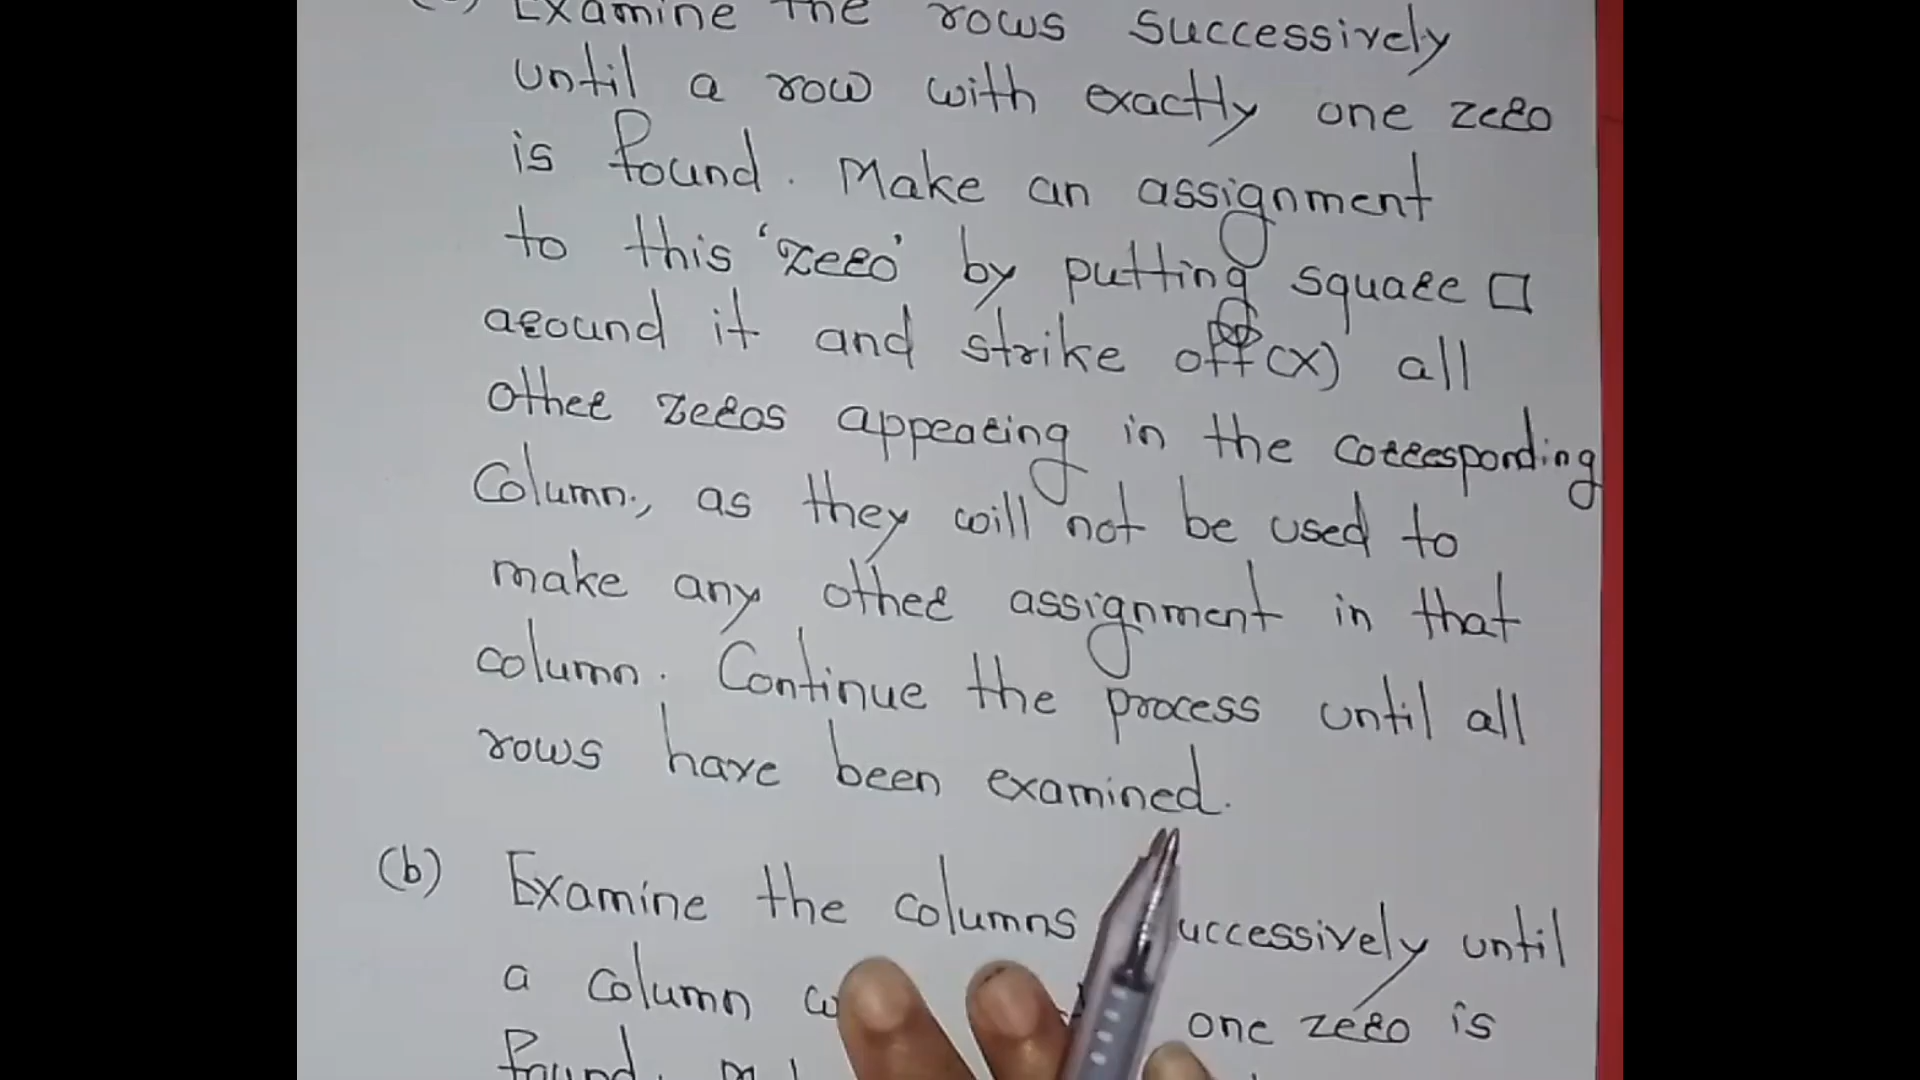 Examine the rows successively
until a row with exactly one zero
is found. Make an assignment
to this 'zero' by putting square □
around it and strike off (x) all
other zeros appearing in the corresponding
Column., as they will not be used to
make any other assignment in that
column. Continue the process until all
rows have been examined.
(b) Examine the columns successively until
a column one zero is
found.